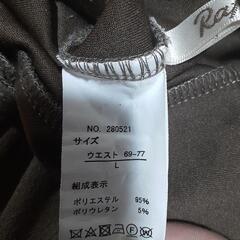 NO. 280521
サイズ
ウエスト 69-77
L
組成表示
ポリエステル 95%
ポリウレタン 5%